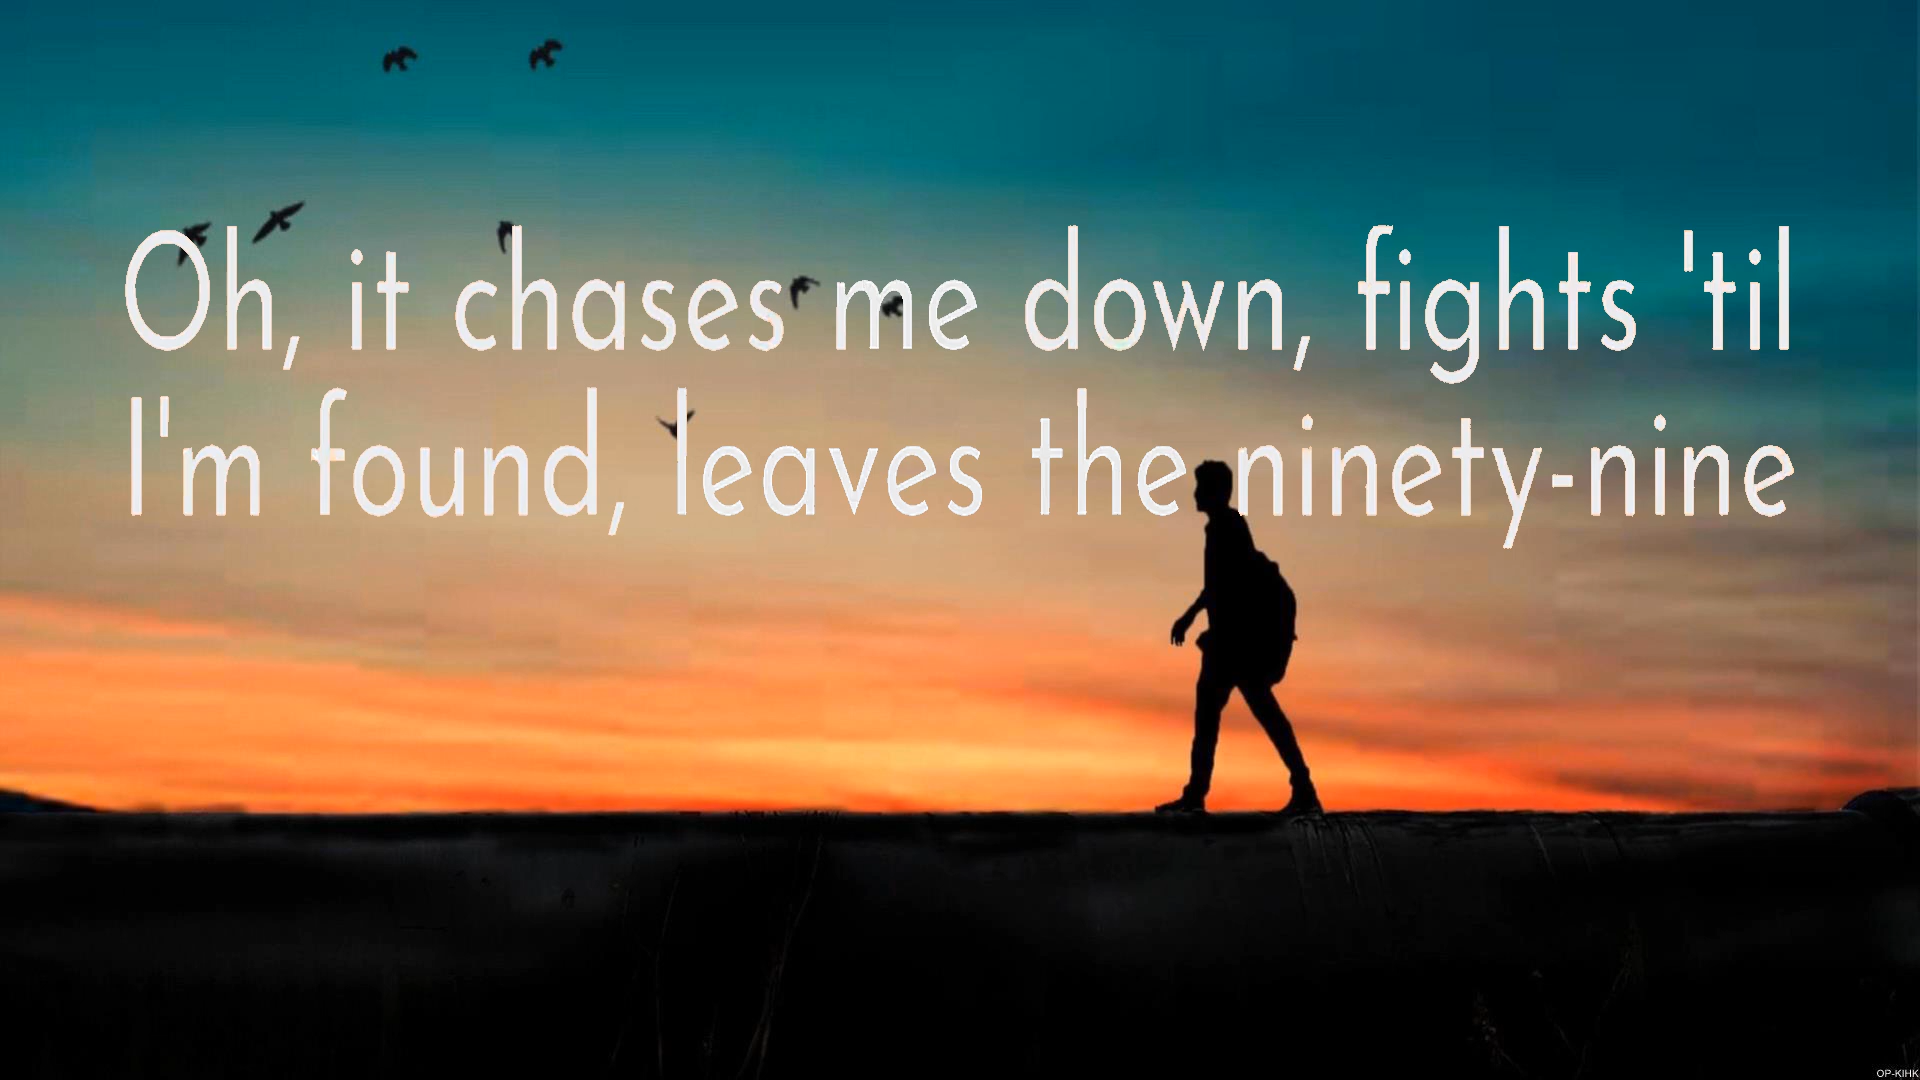 Oh, it chases me down, fights 'til
I'm found, leaves the ninety-nine
OP-KIHK